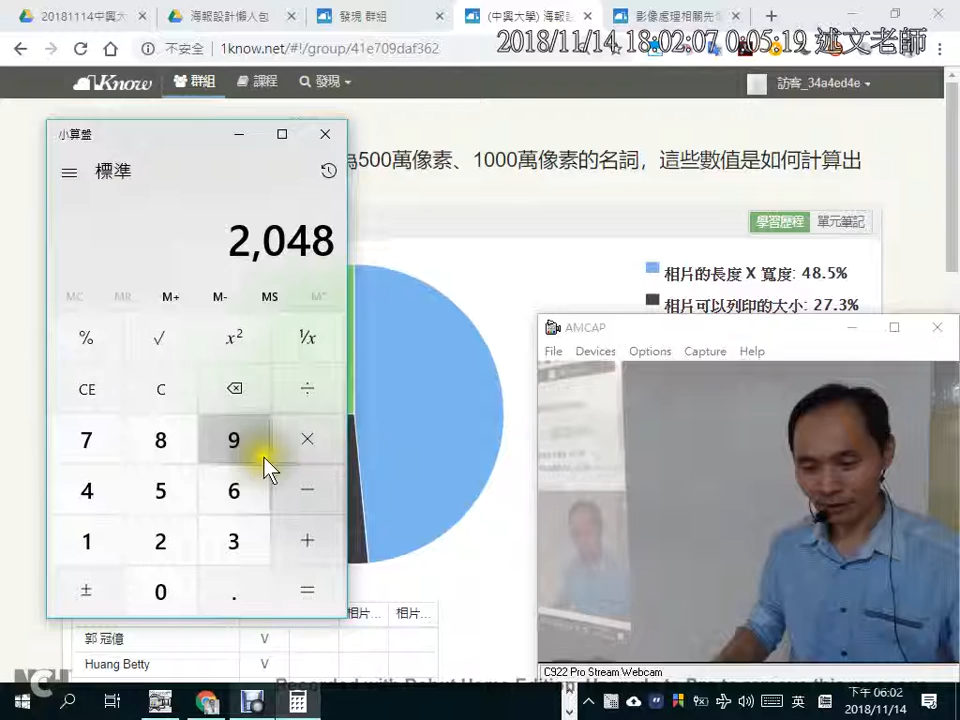 20181114中興大
海報設計懶人包
發現 群組
(中興大學) 海報設
影像處理相關先
2018/11/14 18:02:07 0:05:19 述文老師
不安全
1know.net/#!/group/41e709daf362
1Know
群組
課程
發現
訪客_34a4ed4e
小算盤
標準
2,048
MC MR M+ M- MS
% √ x² ¹/x
CE C ÷
7 8 9 ×
4 5 6 −
1 2 3 +
± 0 . =
為500萬像素、1000萬像素的名詞，這些數值是如何計算出
學習歷程
單元筆記
相片的長度 X 寬度: 48.5%
相片可以列印的大小: 27.3%
相片...
相片...
郭 冠億 V
Huang Betty V
AMCAP
File Devices Options Capture Help
C922 Pro Stream Webcam
英
下午 06:02
2018/11/14